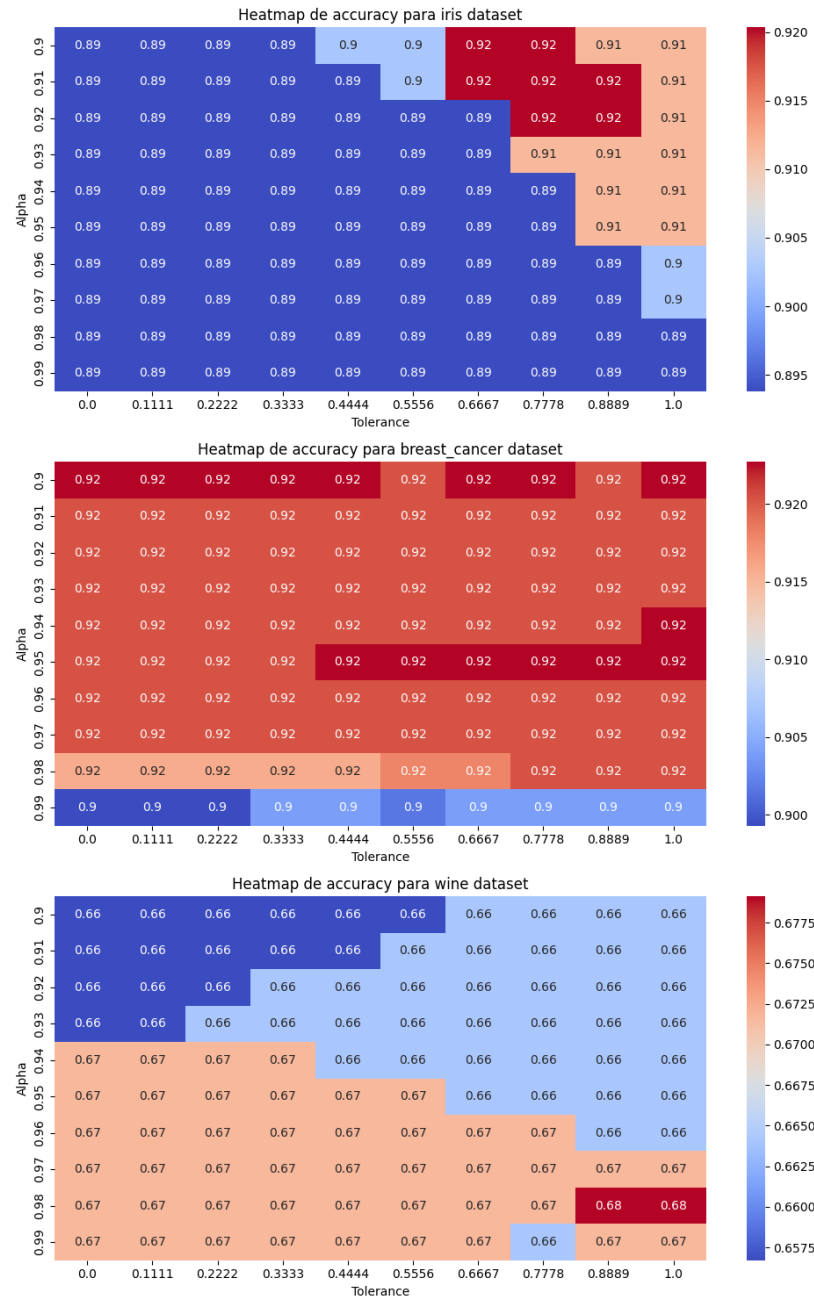 Heatmap de accuracy para iris dataset
0.9 0.89 0.89 0.89 0.89 0.9 0.9 0.92 0.92 0.91 0.91
0.91 0.89 0.89 0.89 0.89 0.89 0.9 0.92 0.92 0.92 0.91
0.92 0.89 0.89 0.89 0.89 0.89 0.89 0.89 0.92 0.92 0.91
0.93 0.89 0.89 0.89 0.89 0.89 0.89 0.89 0.91 0.91 0.91
0.94 0.89 0.89 0.89 0.89 0.89 0.89 0.89 0.89 0.91 0.91
Alpha
0.95 0.89 0.89 0.89 0.89 0.89 0.89 0.89 0.89 0.91 0.91
0.96 0.89 0.89 0.89 0.89 0.89 0.89 0.89 0.89 0.89 0.9
0.97 0.89 0.89 0.89 0.89 0.89 0.89 0.89 0.89 0.89 0.9
0.98 0.89 0.89 0.89 0.89 0.89 0.89 0.89 0.89 0.89 0.89
0.99 0.89 0.89 0.89 0.89 0.89 0.89 0.89 0.89 0.89 0.89
0.0 0.1111 0.2222 0.3333 0.4444 0.5556 0.6667 0.7778 0.8889 1.0
Tolerance
0.920
0.915
0.910
0.905
0.900
0.895
Heatmap de accuracy para breast_cancer dataset
0.9 0.92 0.92 0.92 0.92 0.92 0.92 0.92 0.92 0.92 0.92
0.91 0.92 0.92 0.92 0.92 0.92 0.92 0.92 0.92 0.92 0.92
0.92 0.92 0.92 0.92 0.92 0.92 0.92 0.92 0.92 0.92 0.92
0.93 0.92 0.92 0.92 0.92 0.92 0.92 0.92 0.92 0.92 0.92
0.94 0.92 0.92 0.92 0.92 0.92 0.92 0.92 0.92 0.92 0.92
Alpha
0.95 0.92 0.92 0.92 0.92 0.92 0.92 0.92 0.92 0.92 0.92
0.96 0.92 0.92 0.92 0.92 0.92 0.92 0.92 0.92 0.92 0.92
0.97 0.92 0.92 0.92 0.92 0.92 0.92 0.92 0.92 0.92 0.92
0.98 0.92 0.92 0.92 0.92 0.92 0.92 0.92 0.92 0.92 0.92
0.99 0.9 0.9 0.9 0.9 0.9 0.9 0.9 0.9 0.9 0.9
0.0 0.1111 0.2222 0.3333 0.4444 0.5556 0.6667 0.7778 0.8889 1.0
Tolerance
0.920
0.915
0.910
0.905
0.900
Heatmap de accuracy para wine dataset
0.9 0.66 0.66 0.66 0.66 0.66 0.66 0.66 0.66 0.66 0.66
0.91 0.66 0.66 0.66 0.66 0.66 0.66 0.66 0.66 0.66 0.66
0.92 0.66 0.66 0.66 0.66 0.66 0.66 0.66 0.66 0.66 0.66
0.93 0.66 0.66 0.66 0.66 0.66 0.66 0.66 0.66 0.66 0.66
0.94 0.67 0.67 0.67 0.67 0.66 0.66 0.66 0.66 0.66 0.66
Alpha
0.95 0.67 0.67 0.67 0.67 0.67 0.67 0.66 0.66 0.66 0.66
0.96 0.67 0.67 0.67 0.67 0.67 0.67 0.67 0.67 0.66 0.66
0.97 0.67 0.67 0.67 0.67 0.67 0.67 0.67 0.67 0.67 0.67
0.98 0.67 0.67 0.67 0.67 0.67 0.67 0.67 0.67 0.68 0.68
0.99 0.67 0.67 0.67 0.67 0.67 0.67 0.67 0.66 0.67 0.67
0.0 0.1111 0.2222 0.3333 0.4444 0.5556 0.6667 0.7778 0.8889 1.0
Tolerance
0.6775
0.6750
0.6725
0.6700
0.6675
0.6650
0.6625
0.6600
0.6575